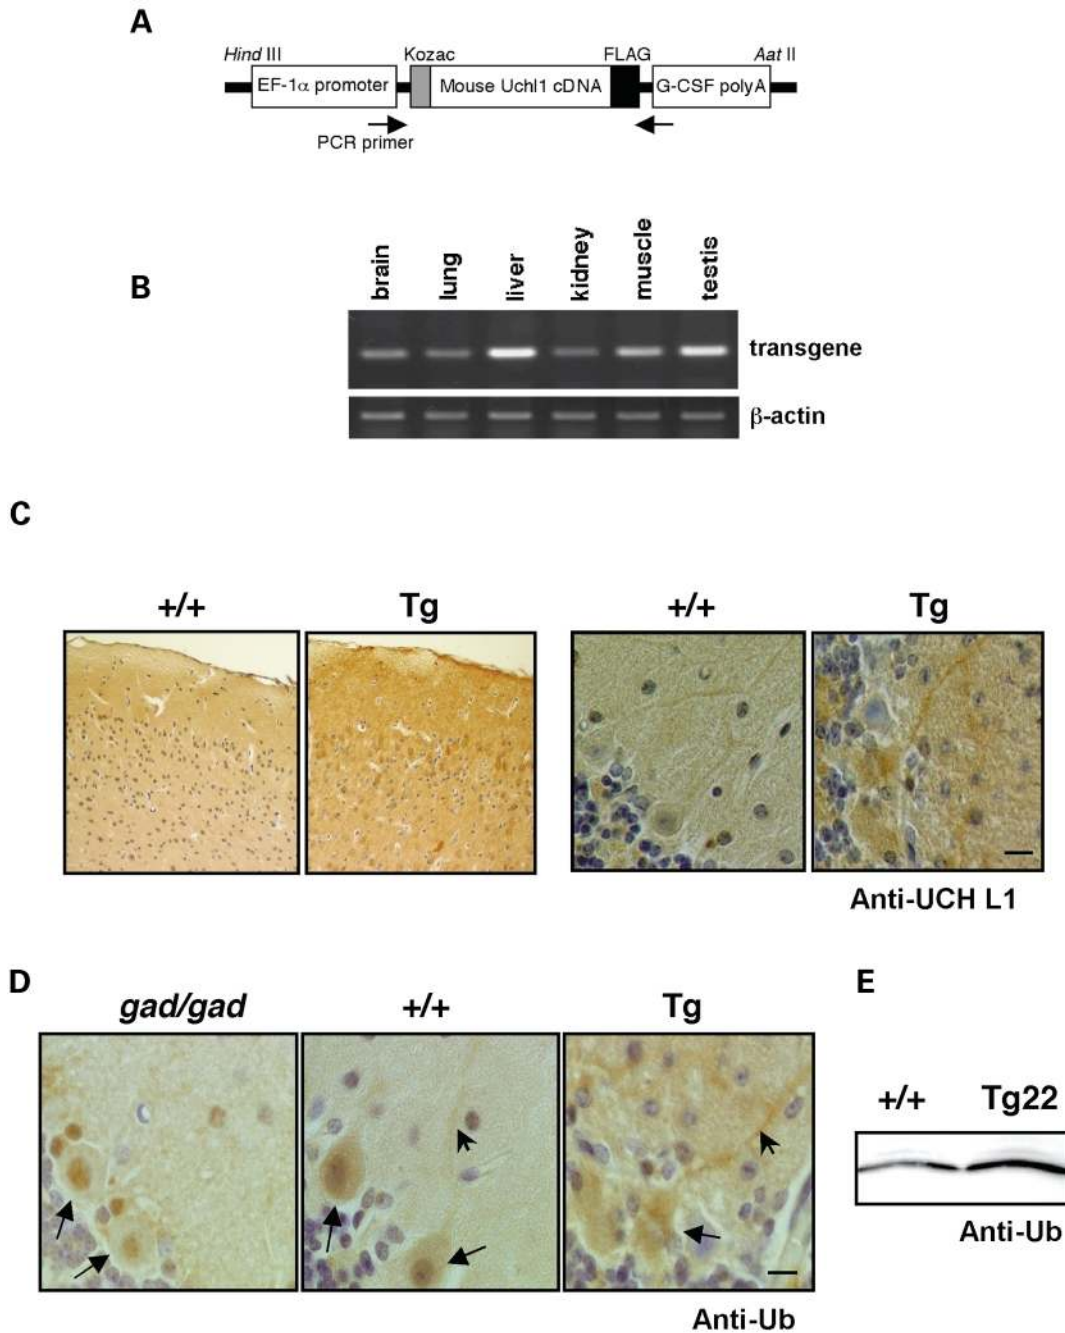 A
Hind III Kozac FLAG Aat II
EF-1α promoter Mouse Uchl1 cDNA G-CSF polyA
PCR primer
B
brain lung liver kidney muscle testis
transgene
β-actin
C
+/+ Tg +/+ Tg
Anti-UCH L1
D
gad/gad +/+ Tg
Anti-Ub
E
+/+ Tg22
Anti-Ub